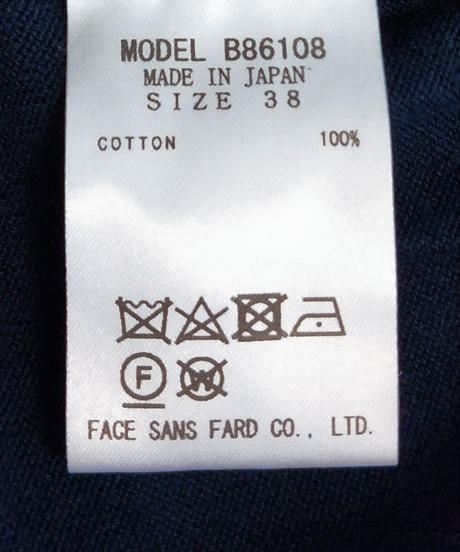 MODEL B86108
MADE IN JAPAN
SIZE 38
COTTON 100%
F W
FACE SANS FARD CO., LTD.